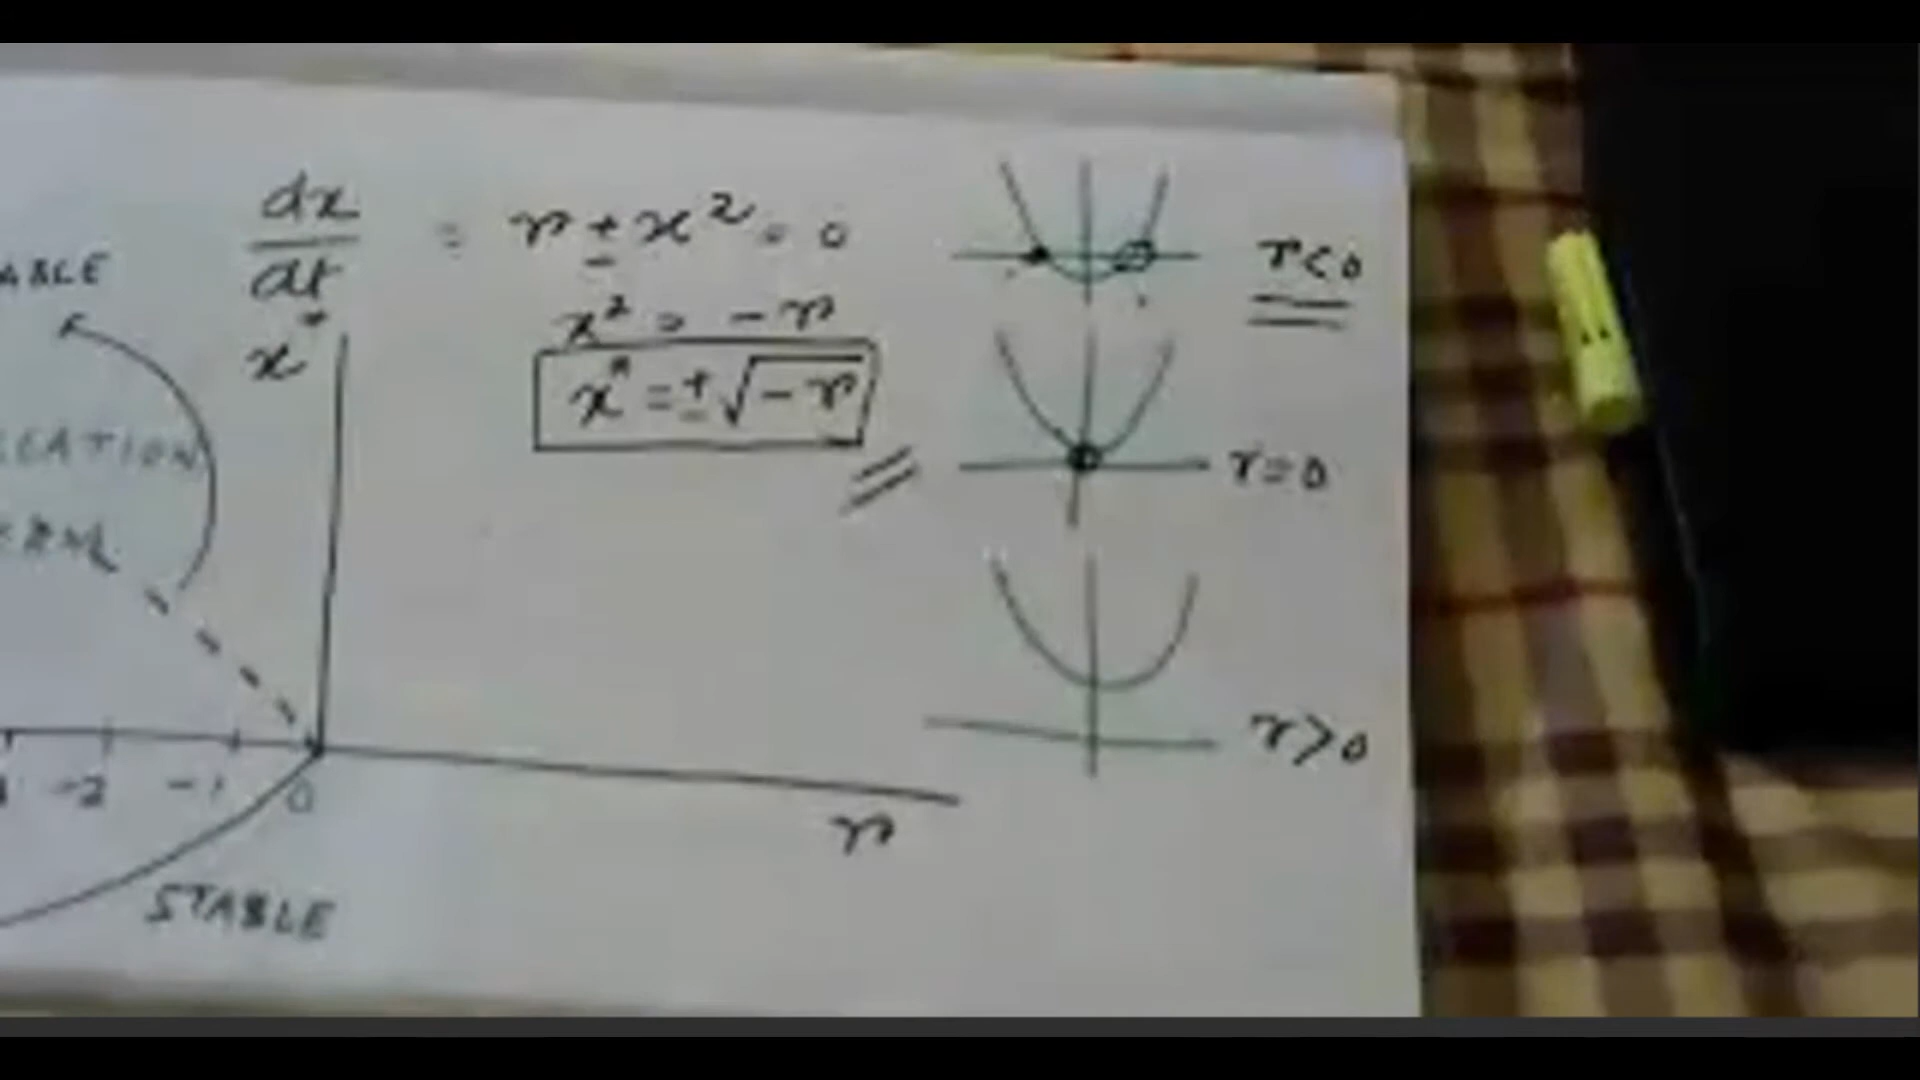 dx/dt = r + x² = 0
x² = -r
x* = ±√-r
x*
-2 -1 0
r
STABLE
r<0
r=0
r>0